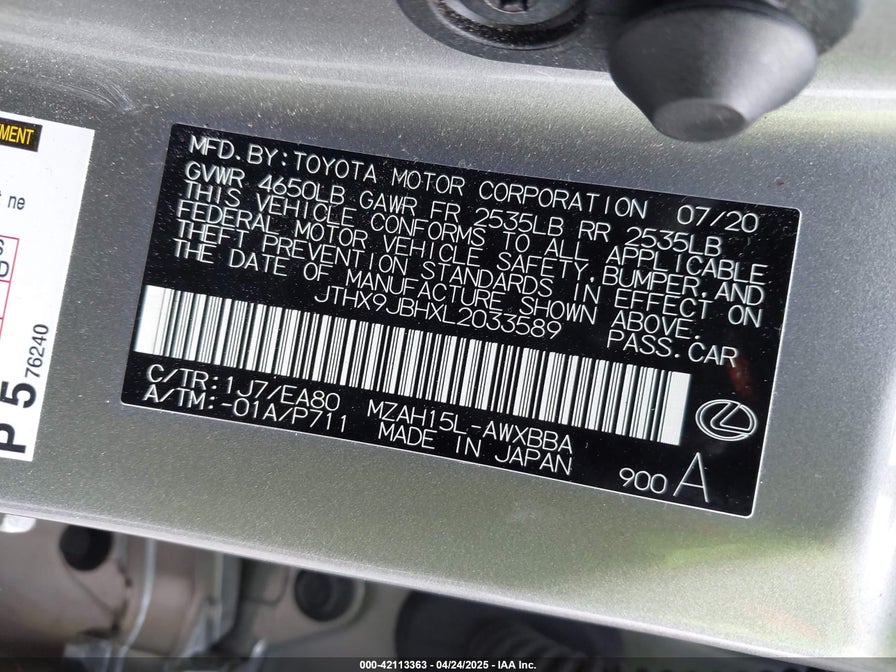 MENT
t ne
S
D
P 5 76240
MFD.BY:TOYOTA MOTOR CORPORATION 07/20
GVWR 4650LB GAWR FR 2535LB RR 2535LB
THIS VEHICLE CONFORMS TO ALL APPLICABLE
FEDERAL MOTOR VEHICLE SAFETY,BUMPER,AND
THEFT PREVENTION STANDARDS IN EFFECT ON
THE DATE OF MANUFACTURE SHOWN ABOVE.
JTHX9JBHXL2033589 PASS.CAR
C/TR:1J7/EA80 MZAH15L-AWXBBA
A/TM:-01A/P711 MADE IN JAPAN
900 A
000-42113363 - 04/24/2025 - IAA Inc.